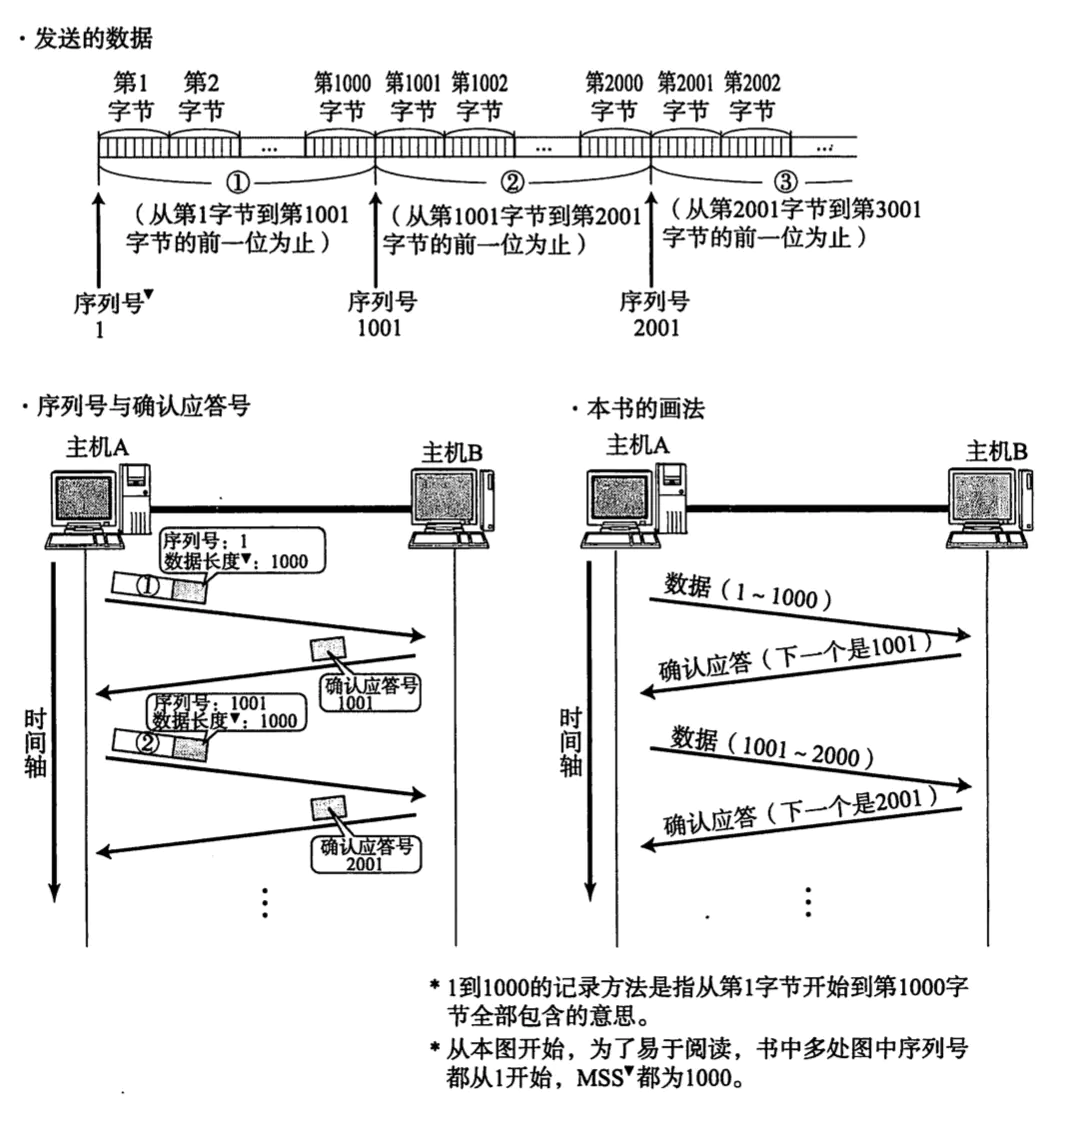 · 发送的数据
第1 第2 第1000 第1001 第1002 第2000 第2001 第2002
字节 字节 字节 字节 字节 字节 字节 字节
… … …
① ② ③
（从第1字节到第1001
字节的前一位为止）
（从第1001字节到第2001
字节的前一位为止）
（从第2001字节到第3001
字节的前一位为止）
序列号▼
1
序列号
1001
序列号
2001
· 序列号与确认应答号
主机A
主机B
序列号：1
数据长度▼：1000
①
确认应答号
1001
序列号：1001
数据长度▼：1000
②
确认应答号
2001
时间轴
⋮
· 本书的画法
主机A
主机B
数据（1～1000）
确认应答（下一个是1001）
数据（1001～2000）
确认应答（下一个是2001）
时间轴
⋮
* 1到1000的记录方法是指从第1字节开始到第1000字
节全部包含的意思。
* 从本图开始，为了易于阅读，书中多处图中序列号
都从1开始，MSS▼都为1000。